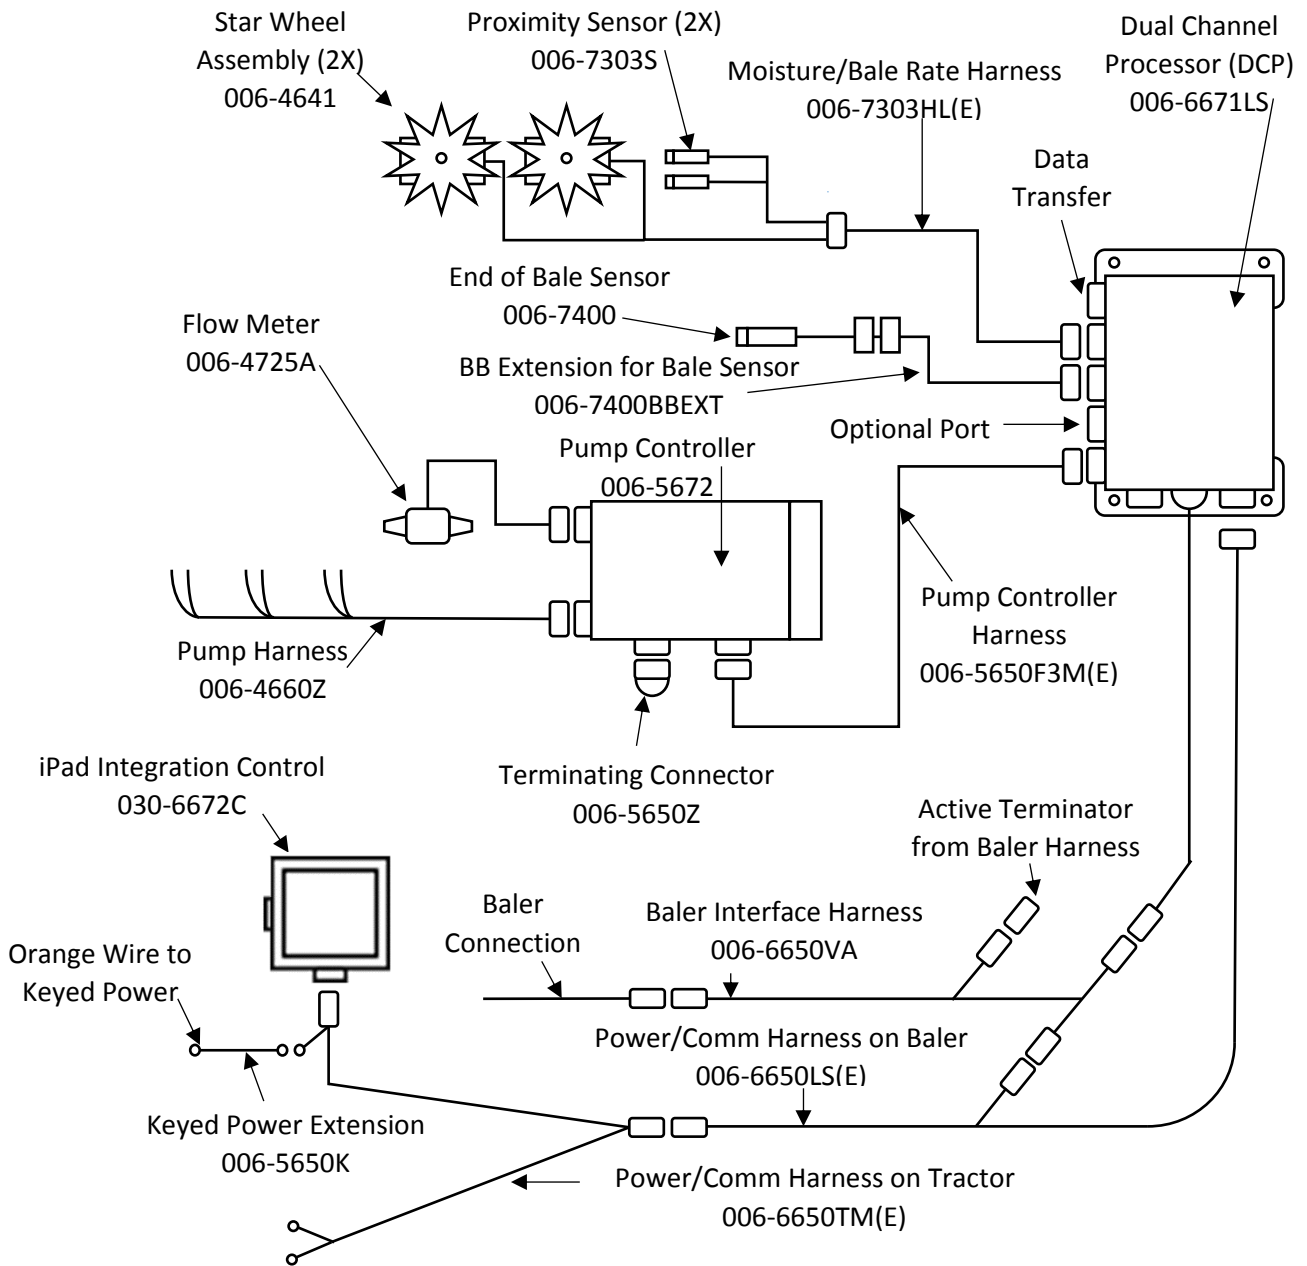 Star Wheel
Assembly (2X)
006-4641
Proximity Sensor (2X)
006-7303S
Moisture/Bale Rate Harness
006-7303HL(E)
Dual Channel
Processor (DCP)
006-6671LS
Data
Transfer
End of Bale Sensor
006-7400
Flow Meter
006-4725A
BB Extension for Bale Sensor
006-7400BBEXT
Optional Port
Pump Controller
006-5672
Pump Controller
Harness
006-5650F3M(E)
Pump Harness
006-4660Z
iPad Integration Control
030-6672C
Terminating Connector
006-5650Z
Active Terminator
from Baler Harness
Baler
Connection
Baler Interface Harness
006-6650VA
Orange Wire to
Keyed Power
Power/Comm Harness on Baler
006-6650LS(E)
Keyed Power Extension
006-5650K
Power/Comm Harness on Tractor
006-6650TM(E)